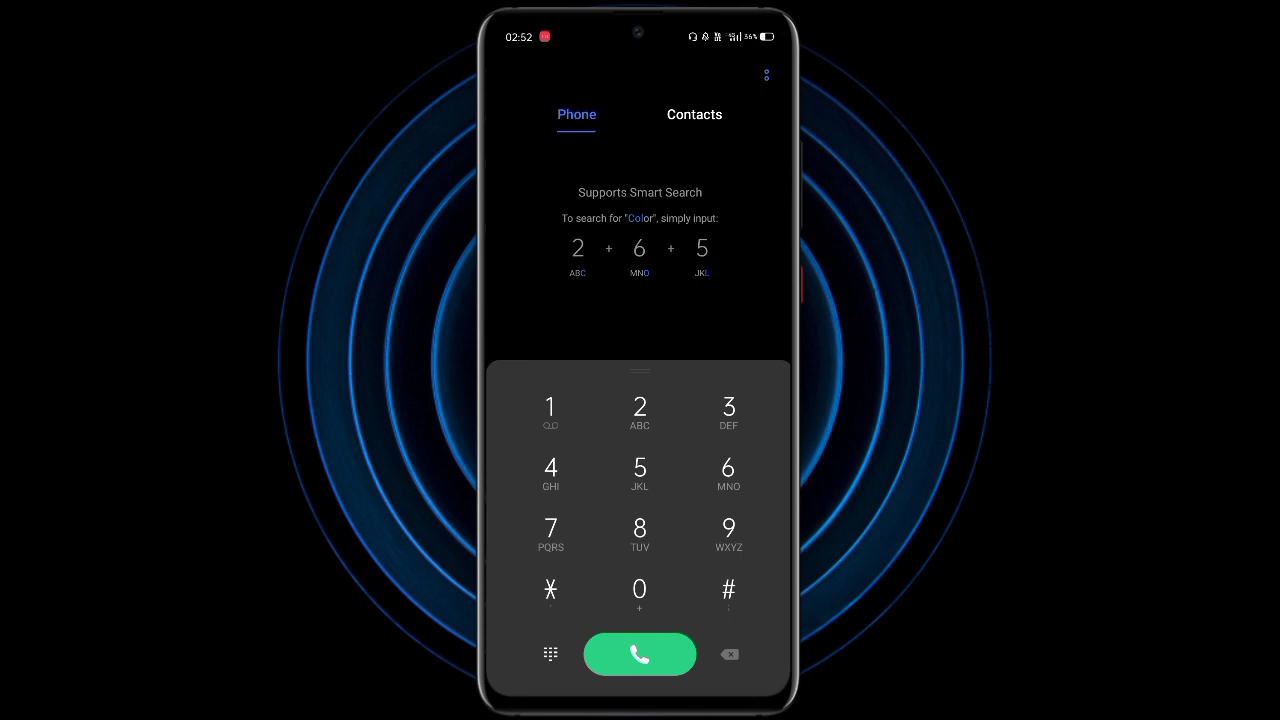 02:52 36%
Phone Contacts
Supports Smart Search
To search for "Color", simply input:
2 + 6 + 5
ABC MNO JKL
1 2 3
ABC DEF
4 5 6
GHI JKL MNO
7 8 9
PQRS TUV WXYZ
* 0 #
, + ;